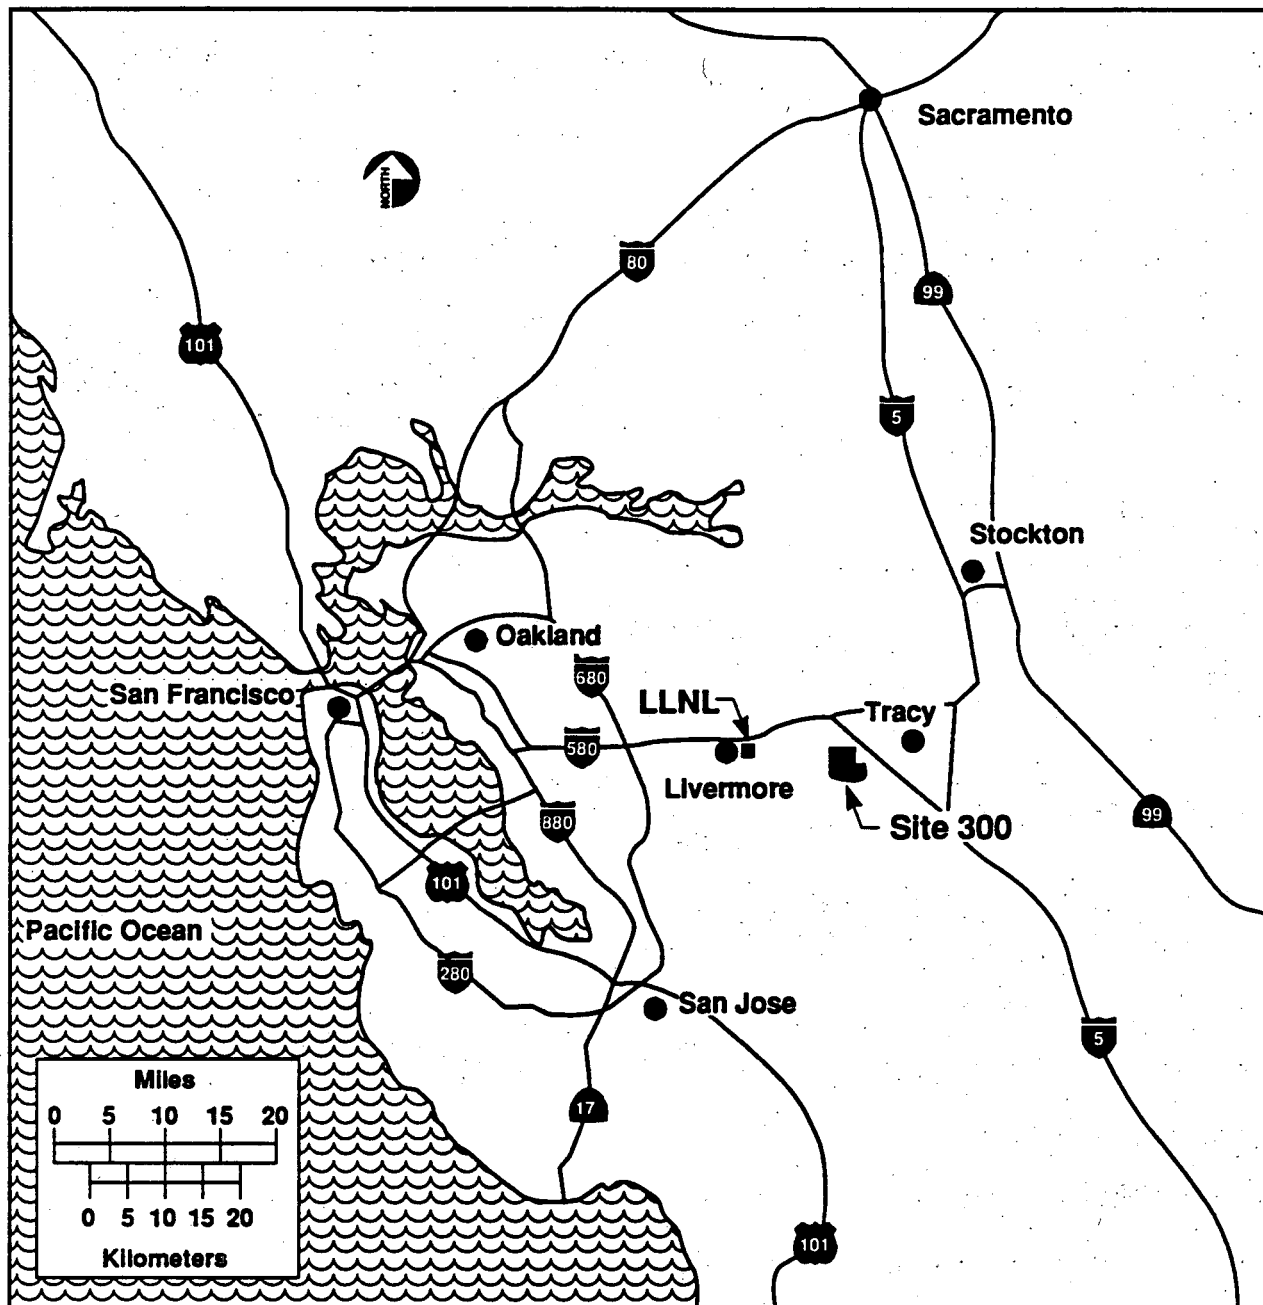 Sacramento
NORTH
80
99
101
5
Stockton
Oakland
680
San Francisco
LLNL
Tracy
580
Livermore
880
Site 300
99
101
Pacific Ocean
280
San Jose
5
Miles
0 5 10 15 20
0 5 10 15 20
Kilometers
17
101